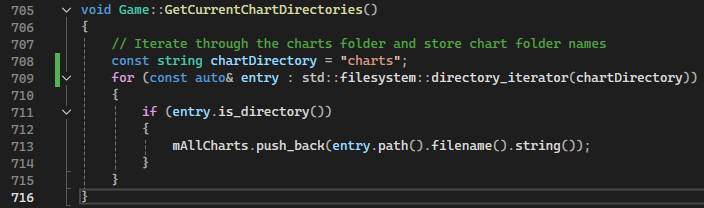 705 void Game::GetCurrentChartDirectories()
706 {
707 // Iterate through the charts folder and store chart folder names
708 const string chartDirectory = "charts";
709 for (const auto& entry : std::filesystem::directory_iterator(chartDirectory))
710 {
711 if (entry.is_directory())
712 {
713 mAllCharts.push_back(entry.path().filename().string());
714 }
715 }
716 }